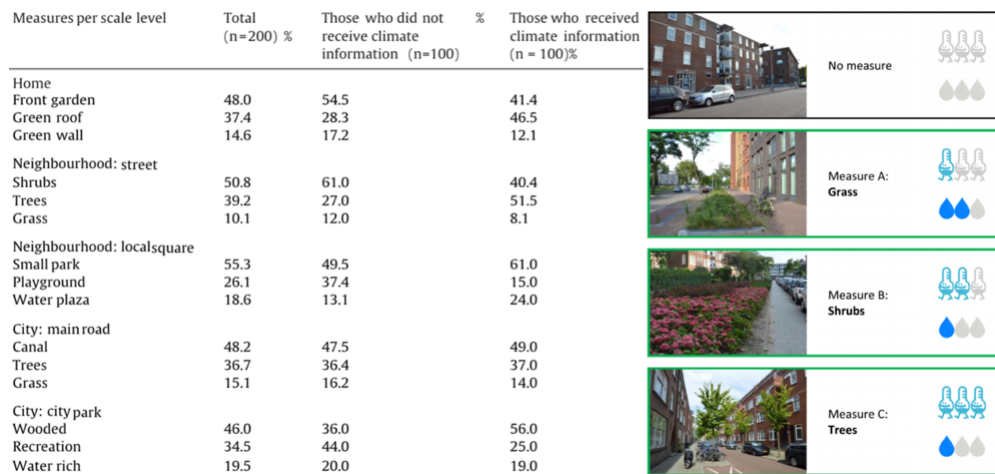 Measures per scale level Total Those who did not % Those who received
(n=200) % receive climate climate information
information (n=100) (n = 100)%
Home
Front garden 48.0 54.5 41.4
Green roof 37.4 28.3 46.5
Green wall 14.6 17.2 12.1
Neighbourhood: street
Shrubs 50.8 61.0 40.4
Trees 39.2 27.0 51.5
Grass 10.1 12.0 8.1
Neighbourhood: localsquare
Small park 55.3 49.5 61.0
Playground 26.1 37.4 15.0
Water plaza 18.6 13.1 24.0
City: main road
Canal 48.2 47.5 49.0
Trees 36.7 36.4 37.0
Grass 15.1 16.2 14.0
City: city park
Wooded 46.0 36.0 56.0
Recreation 34.5 44.0 25.0
Water rich 19.5 20.0 19.0
No measure
Measure A:
Grass
Measure B:
Shrubs
Measure C:
Trees